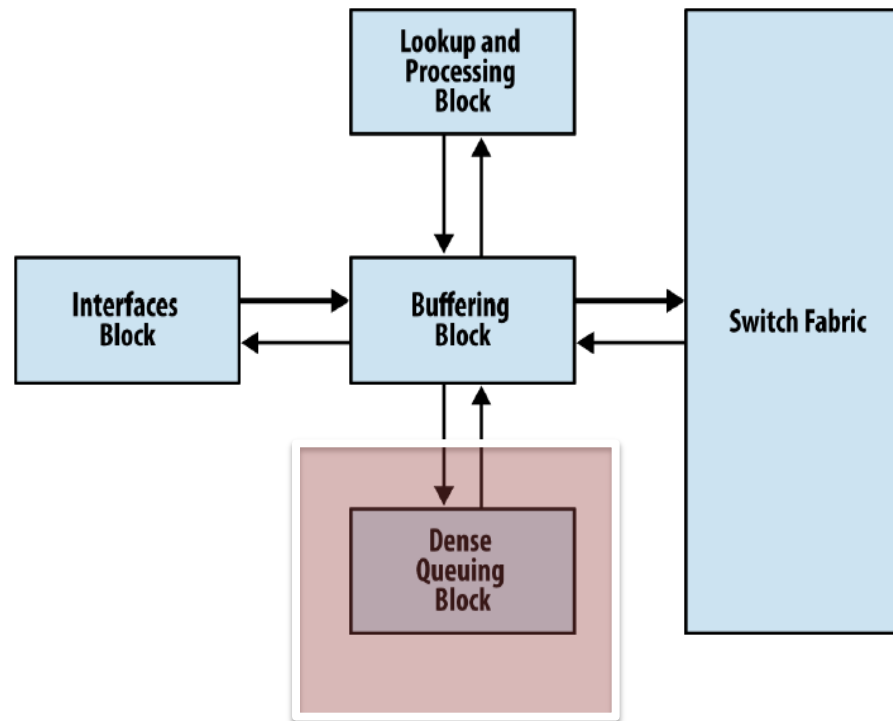 Lookup and
Processing
Block
Interfaces
Block
Buffering
Block
Switch Fabric
Dense
Queuing
Block